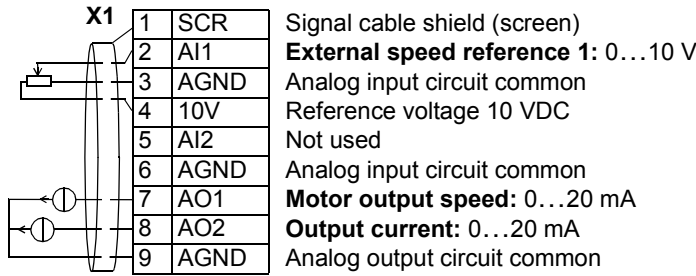 X1
1 SCR Signal cable shield (screen)
2 AI1 External speed reference 1: 0…10 V
3 AGND Analog input circuit common
4 10V Reference voltage 10 VDC
5 AI2 Not used
6 AGND Analog input circuit common
7 AO1 Motor output speed: 0…20 mA
8 AO2 Output current: 0…20 mA
9 AGND Analog output circuit common